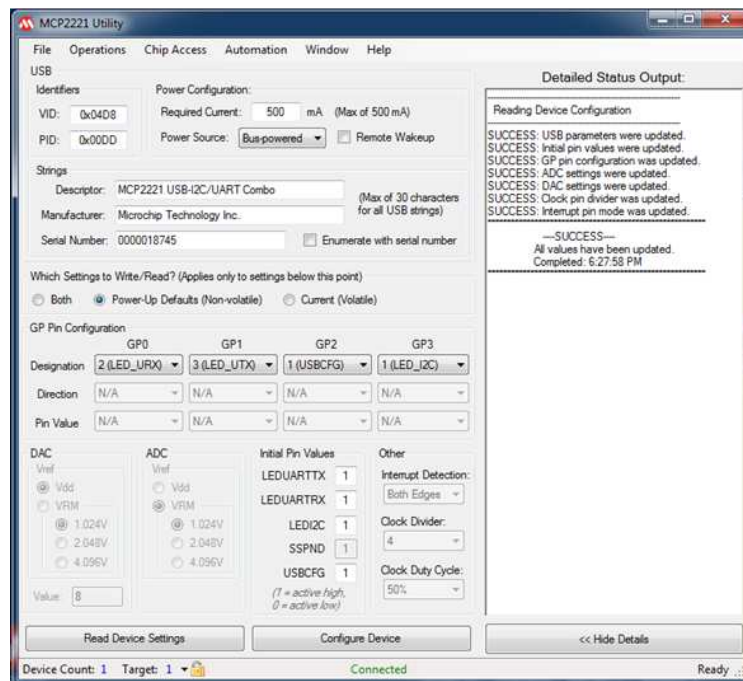 MCP2221 Utility
File Operations Chip Access Automation Window Help
USB
Identifiers
VID: 0x04D8
PID: 0x00DD
Power Configuration:
Required Current: 500 mA (Max of 500 mA)
Power Source: Bus-powered Remote Wakeup
Strings
Descriptor: MCP2221 USB-I2C/UART Combo
Manufacturer: Microchip Technology Inc.
Serial Number: 0000018745
(Max of 30 characters
for all USB strings)
Enumerate with serial number
Which Settings to Write/Read? (Applies only to settings below this point)
Both Power-Up Defaults (Non-volatile) Current (Volatile)
GP Pin Configuration
GP0 GP1 GP2 GP3
Designation 2 (LED_URX) 3 (LED_UTX) 1 (USBCFG) 1 (LED_I2C)
Direction N/A N/A N/A N/A
Pin Value N/A N/A N/A N/A
DAC
Vref
Vdd
VRM
1.024V
2.048V
4.096V
Value: 8
ADC
Vref
Vdd
VRM
1.024V
2.048V
4.096V
Initial Pin Values
LEDUARTTX 1
LEDUARTRX 1
LEDI2C 1
SSPND 1
USBCFG 1
(1 = active high,
0 = active low)
Other
Interrupt Detection:
Both Edges
Clock Divider:
4
Clock Duty Cycle:
50%
Read Device Settings Configure Device
Detailed Status Output:
Reading Device Configuration
SUCCESS: USB parameters were updated.
SUCCESS: Initial pin values were updated.
SUCCESS: GP pin configuration was updated.
SUCCESS: ADC settings were updated.
SUCCESS: DAC settings were updated.
SUCCESS: Clock pin divider was updated.
SUCCESS: Interrupt pin mode was updated.
----SUCCESS----
All values have been updated.
Completed: 6:27:58 PM
<< Hide Details
Device Count: 1 Target: 1 Connected Ready